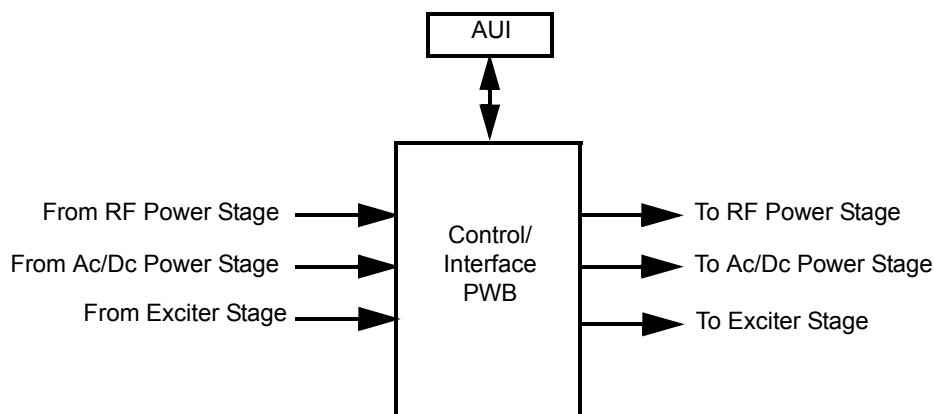 AUI
From RF Power Stage
From Ac/Dc Power Stage
From Exciter Stage
Control/
Interface
PWB
To RF Power Stage
To Ac/Dc Power Stage
To Exciter Stage